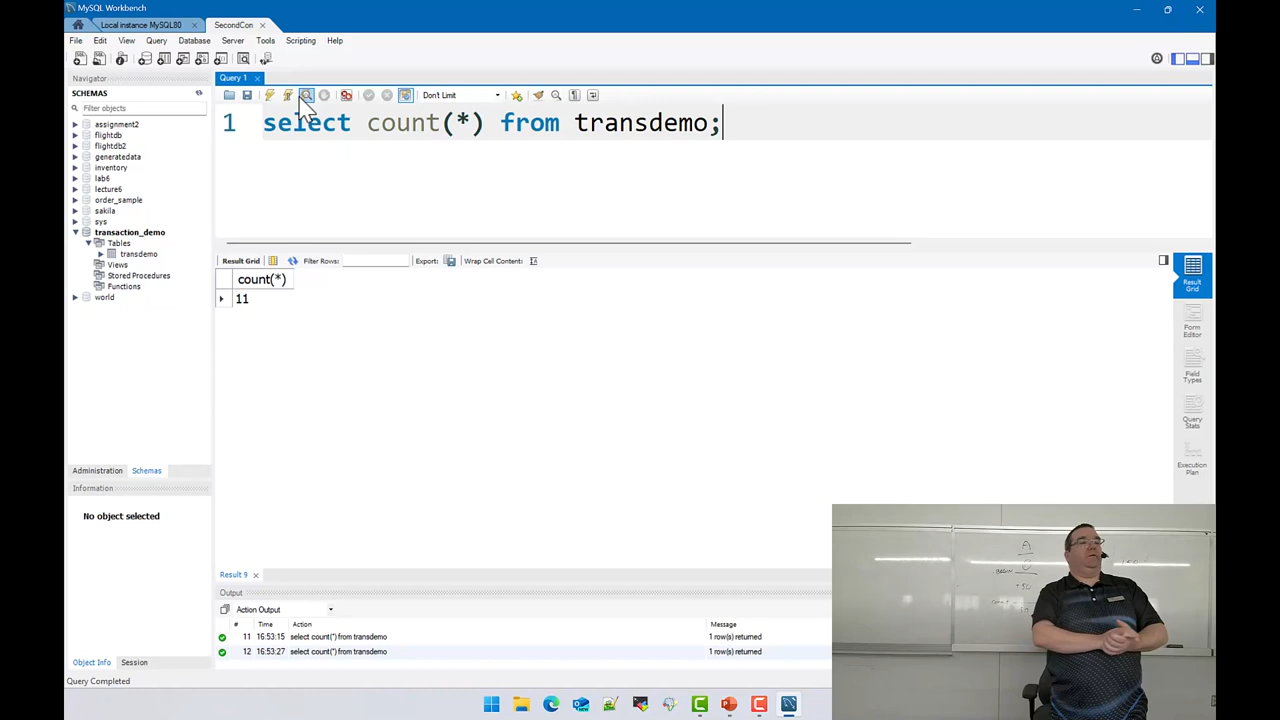 MySQL Workbench
Local instance MySQL80
SecondCon
File Edit View Query Database Server Tools Scripting Help
Navigator
SCHEMAS
Filter objects
assignment2
flightdb
flightdb2
generatedata
inventory
lab6
lecture6
order_sample
sakila
sys
transaction_demo
Tables
transdemo
Views
Stored Procedures
Functions
world
Administration Schemas
Information
No object selected
Object Info Session
Query Completed
Query 1
Don't Limit
1 select count(*) from transdemo;
Result Grid Filter Rows: Export: Wrap Cell Contents:
count(*)
11
Result Grid
Form Editor
Field Types
Query Stats
Execution Plan
Result 9
Output
Action Output
# Time Action Message
11 16:53:15 select count(*) from transdemo 1 row(s) returned
12 16:53:27 select count(*) from transdemo 1 row(s) returned
A
+50